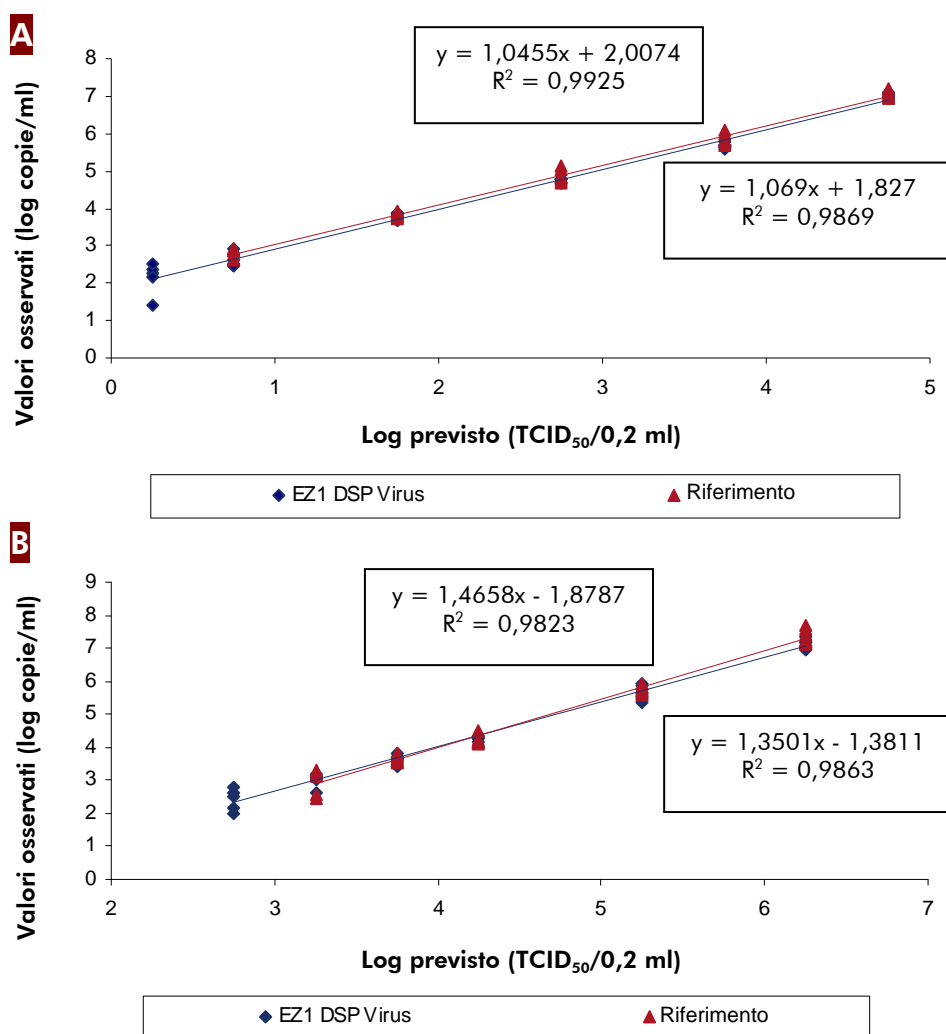 A
y = 1,0455x + 2,0074
R² = 0,9925
y = 1,069x + 1,827
R² = 0,9869
Valori osservati (log copie/ml)
8
7
6
5
4
3
2
1
0
0 1 2 3 4 5
Log previsto (TCID₅₀/0,2 ml)
EZ1 DSP Virus Riferimento
B
y = 1,4658x - 1,8787
R² = 0,9823
y = 1,3501x - 1,3811
R² = 0,9863
Valori osservati (log copie/ml)
9
8
7
6
5
4
3
2
1
0
2 3 4 5 6 7
Log previsto (TCID₅₀/0,2 ml)
EZ1 DSP Virus Riferimento